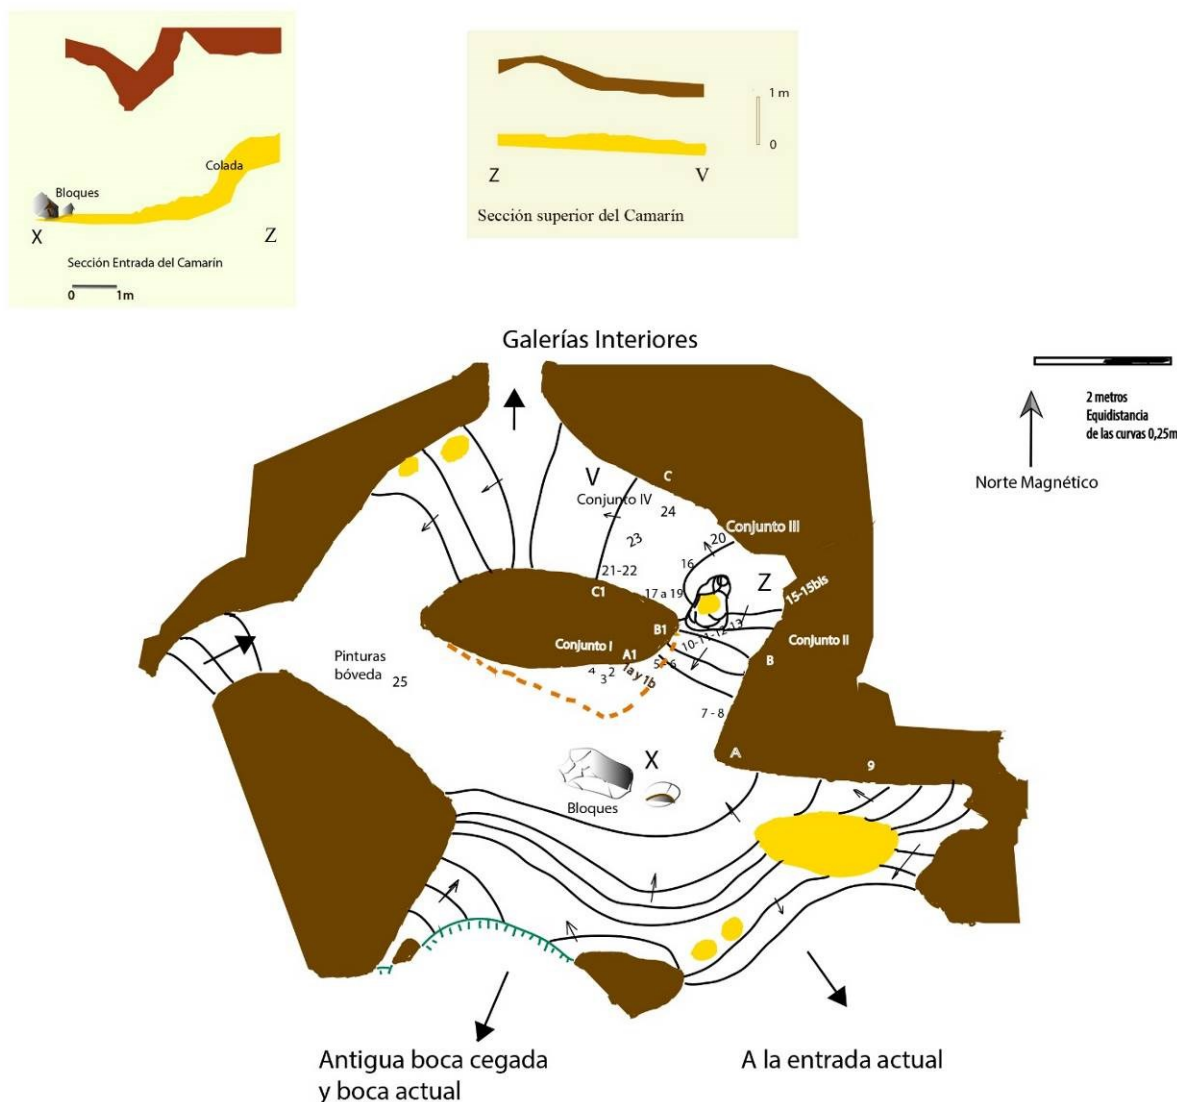 Colada
Bloques
X
Z
Sección Entrada del Camarín
0 1m
1 m
0
Z
V
Sección superior del Camarín
Galerías Interiores
2 metros
Equidistancia
de las curvas 0,25m
Norte Magnético
V
C
Conjunto IV
24
Conjunto III
23
20
16
21-22
Z
C1
17 a 19
15-15bis
B1
10-11-12-13
Conjunto I
Conjunto II
A1
B
Pinturas
bóveda
25
4
3
2
1a y 1b
5-6
7 - 8
A
9
X
Bloques
Antigua boca cegada
y boca actual
A la entrada actual